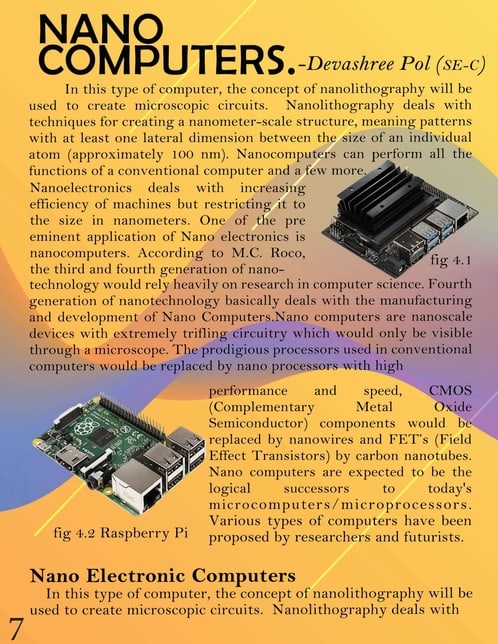 NANO
COMPUTERS.-Devashree Pol (SE-C)
In this type of computer, the concept of nanolithography will be
used to create microscopic circuits. Nanolithography deals with
techniques for creating a nanometer-scale structure, meaning patterns
with at least one lateral dimension between the size of an individual
atom (approximately 100 nm). Nanocomputers can perform all the
functions of a conventional computer and a few more.
Nanoelectronics deals with increasing
efficiency of machines but restricting it to
the size in nanometers. One of the pre
eminent application of Nano electronics is
nanocomputers. According to M.C. Roco,
the third and fourth generation of nano-
fig 4.1
technology would rely heavily on research in computer science. Fourth
generation of nanotechnology basically deals with the manufacturing
and development of Nano Computers.Nano computers are nanoscale
devices with extremely trifling circuitry which would only be visible
through a microscope. The prodigious processors used in conventional
computers would be replaced by nano processors with high
performance and speed, CMOS
(Complementary Metal Oxide
Semiconductor) components would be
replaced by nanowires and FET's (Field
Effect Transistors) by carbon nanotubes.
Nano computers are expected to be the
logical successors to today's
microcomputers/microprocessors.
Various types of computers have been
proposed by researchers and futurists.
fig 4.2 Raspberry Pi
Nano Electronic Computers
In this type of computer, the concept of nanolithography will be
used to create microscopic circuits. Nanolithography deals with
7